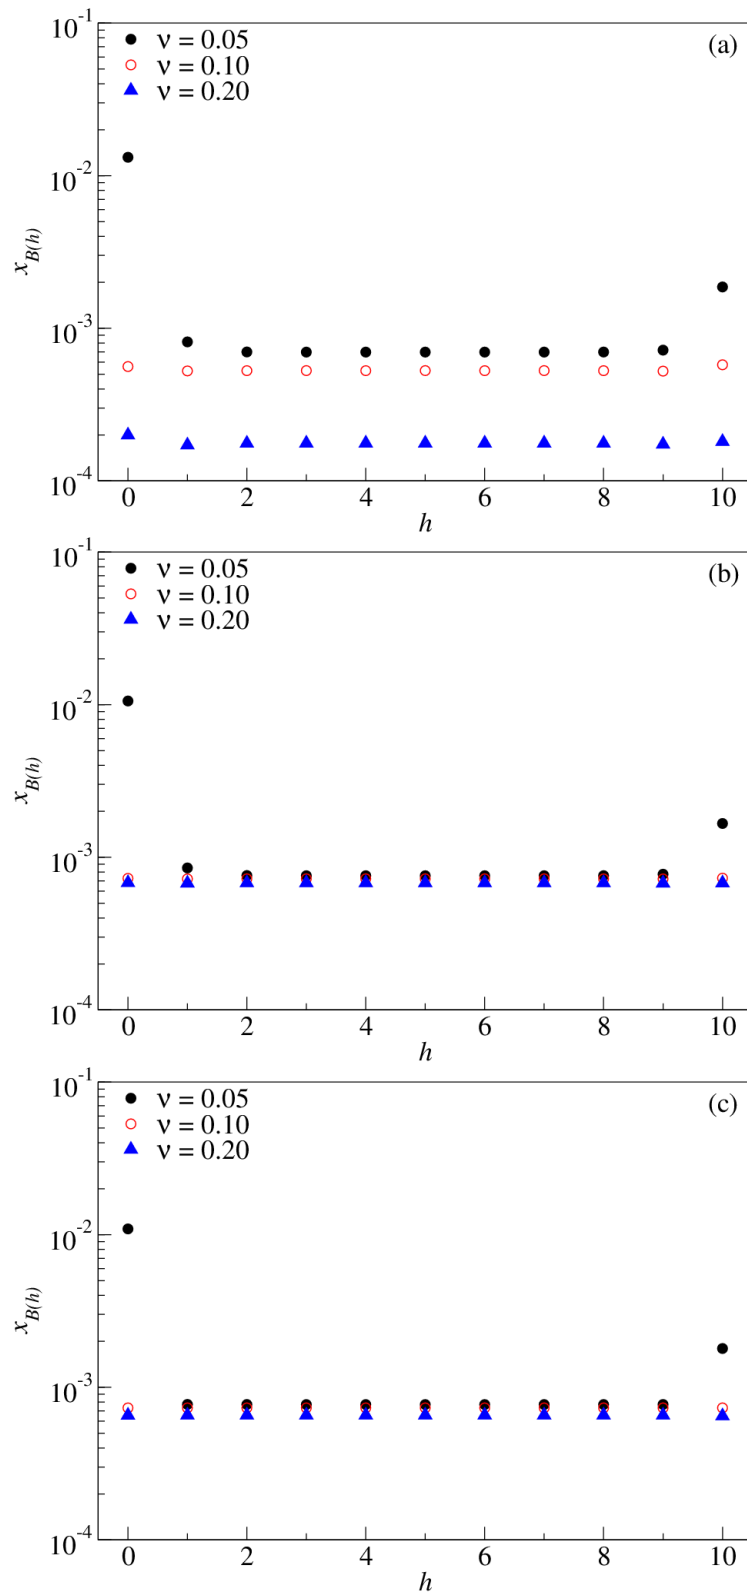 10^-1
ν = 0.05
ν = 0.10
ν = 0.20
(a)
10^-2
x_B(h)
10^-3
10^-4
0 2 4 6 8 10
h
10^-1
ν = 0.05
ν = 0.10
ν = 0.20
(b)
10^-2
x_B(h)
10^-3
10^-4
0 2 4 6 8 10
h
10^-1
ν = 0.05
ν = 0.10
ν = 0.20
(c)
10^-2
x_B(h)
10^-3
10^-4
0 2 4 6 8 10
h